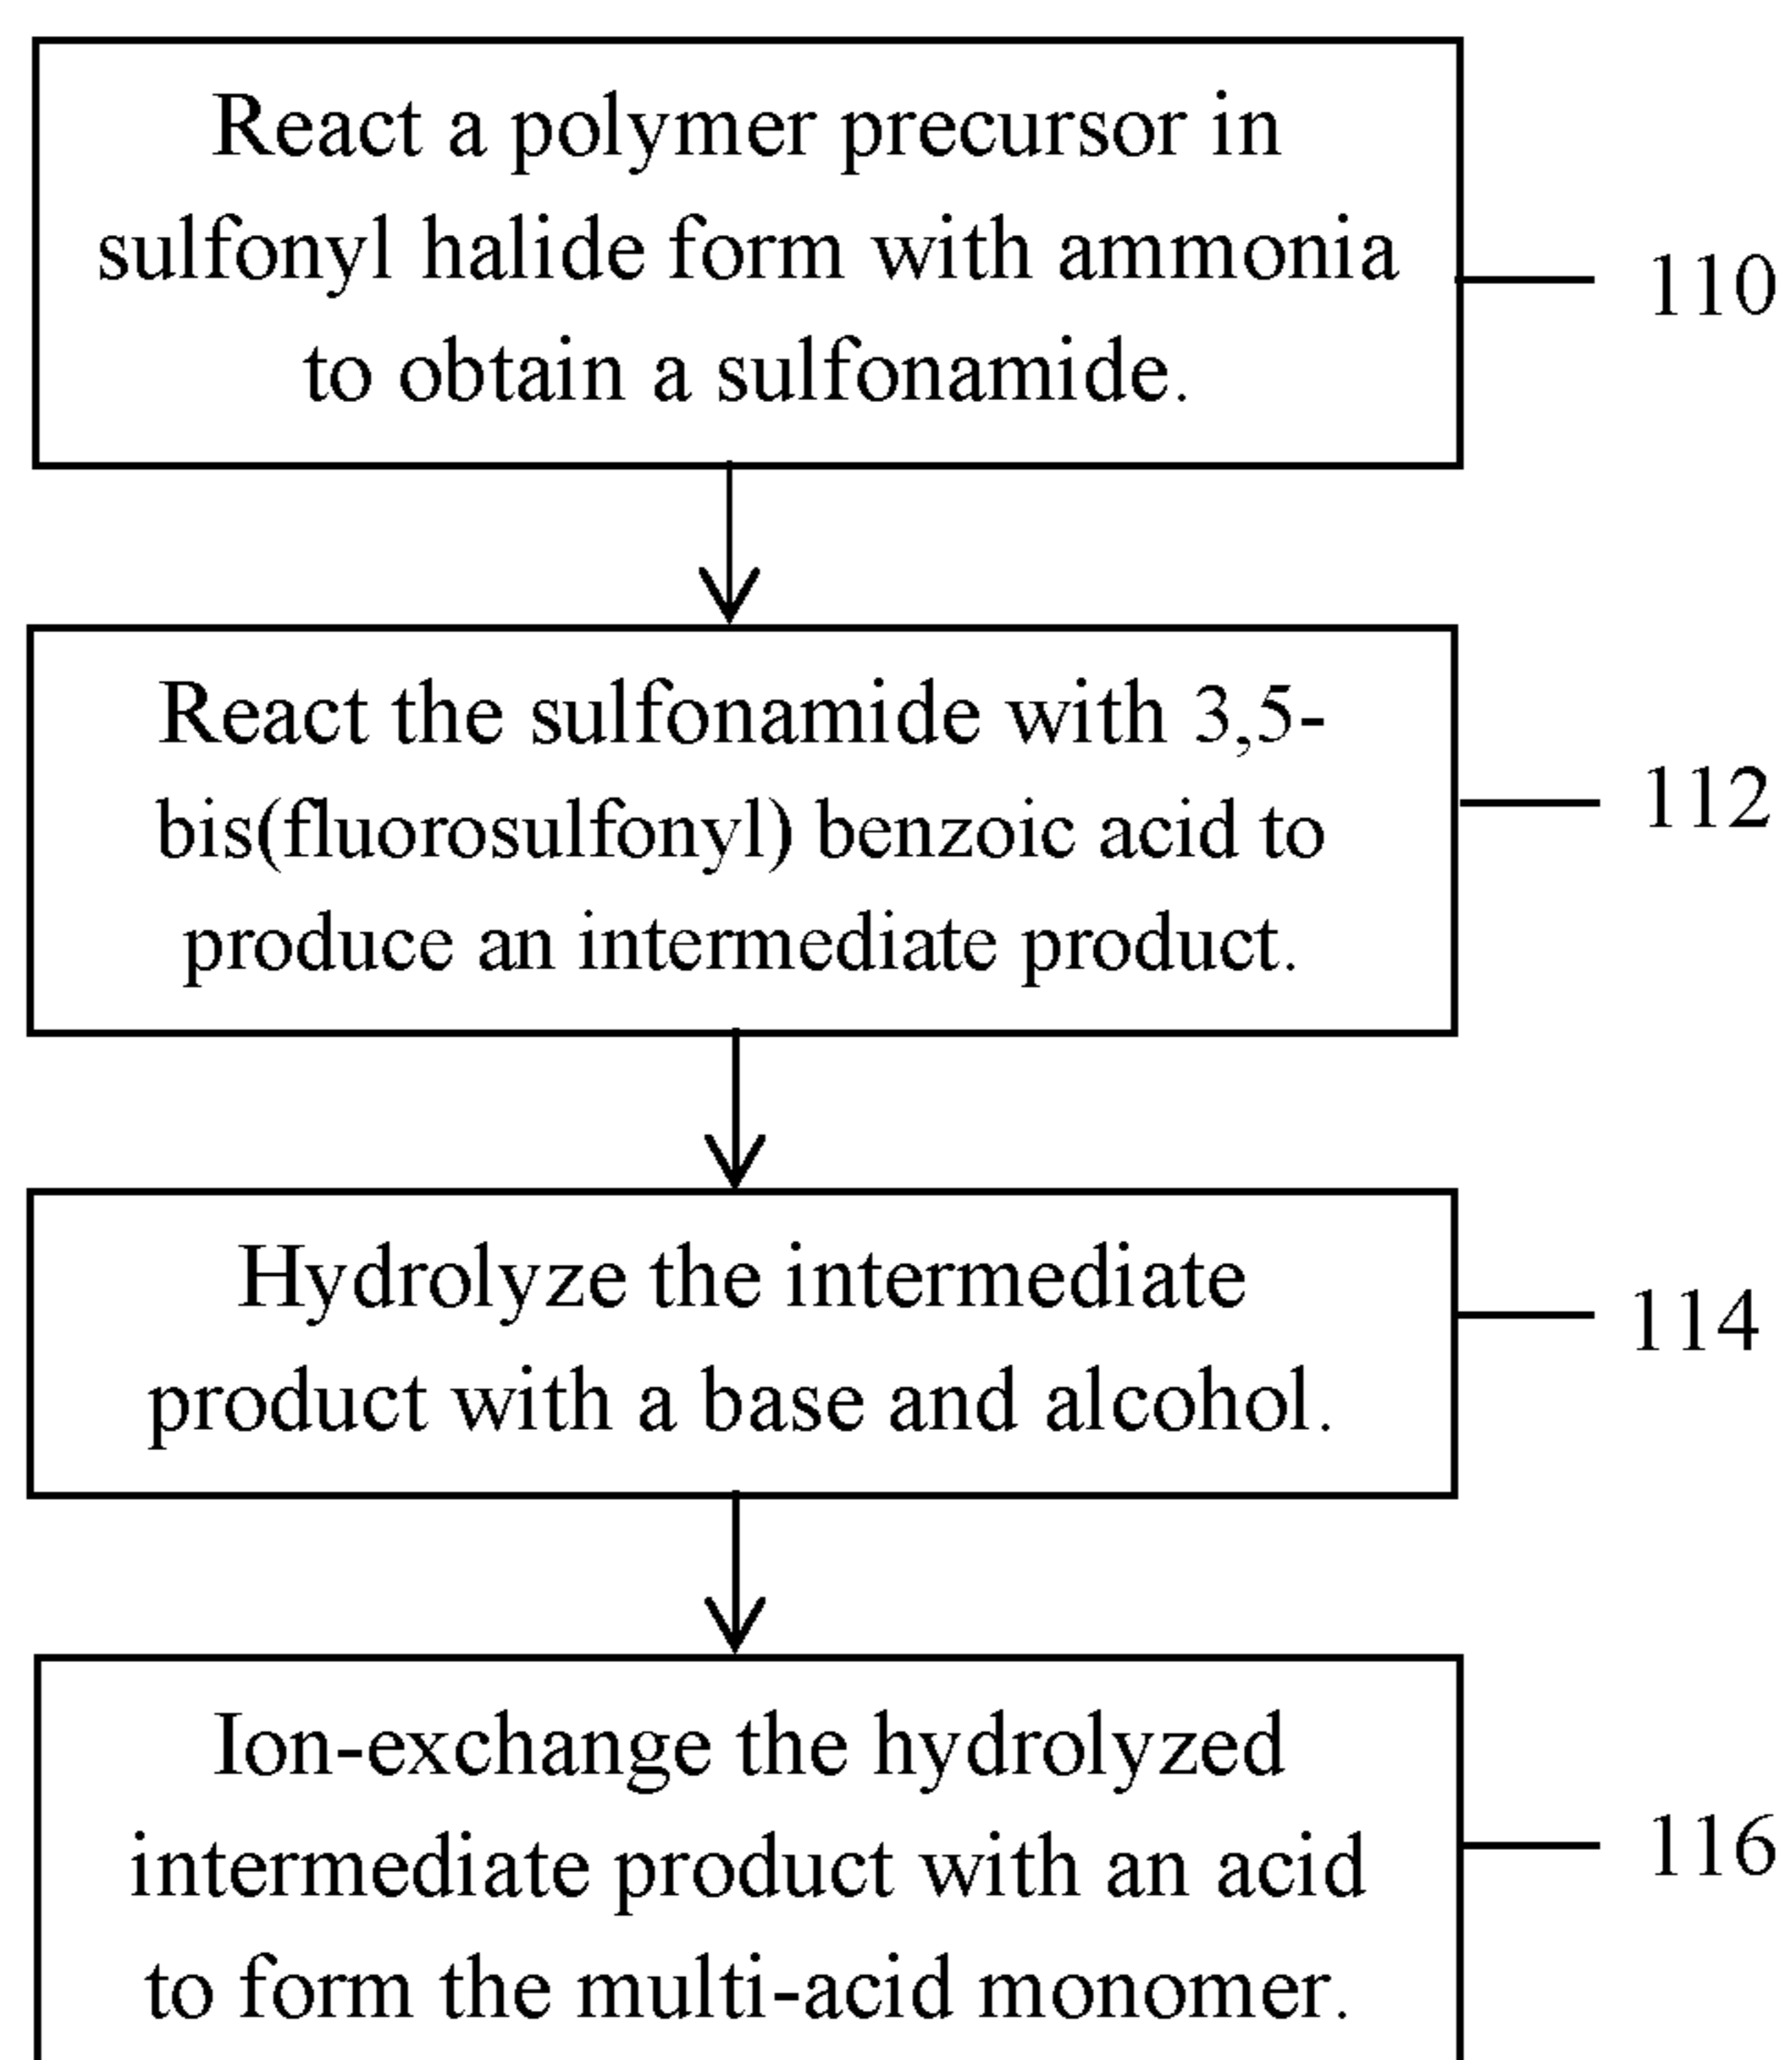 React a polymer precursor in
sulfonyl halide form with ammonia
to obtain a sulfonamide.
110
React the sulfonamide with 3,5-
bis(fluorosulfonyl) benzoic acid to
produce an intermediate product.
112
Hydrolyze the intermediate
product with a base and alcohol.
114
Ion-exchange the hydrolyzed
intermediate product with an acid
to form the multi-acid monomer.
116